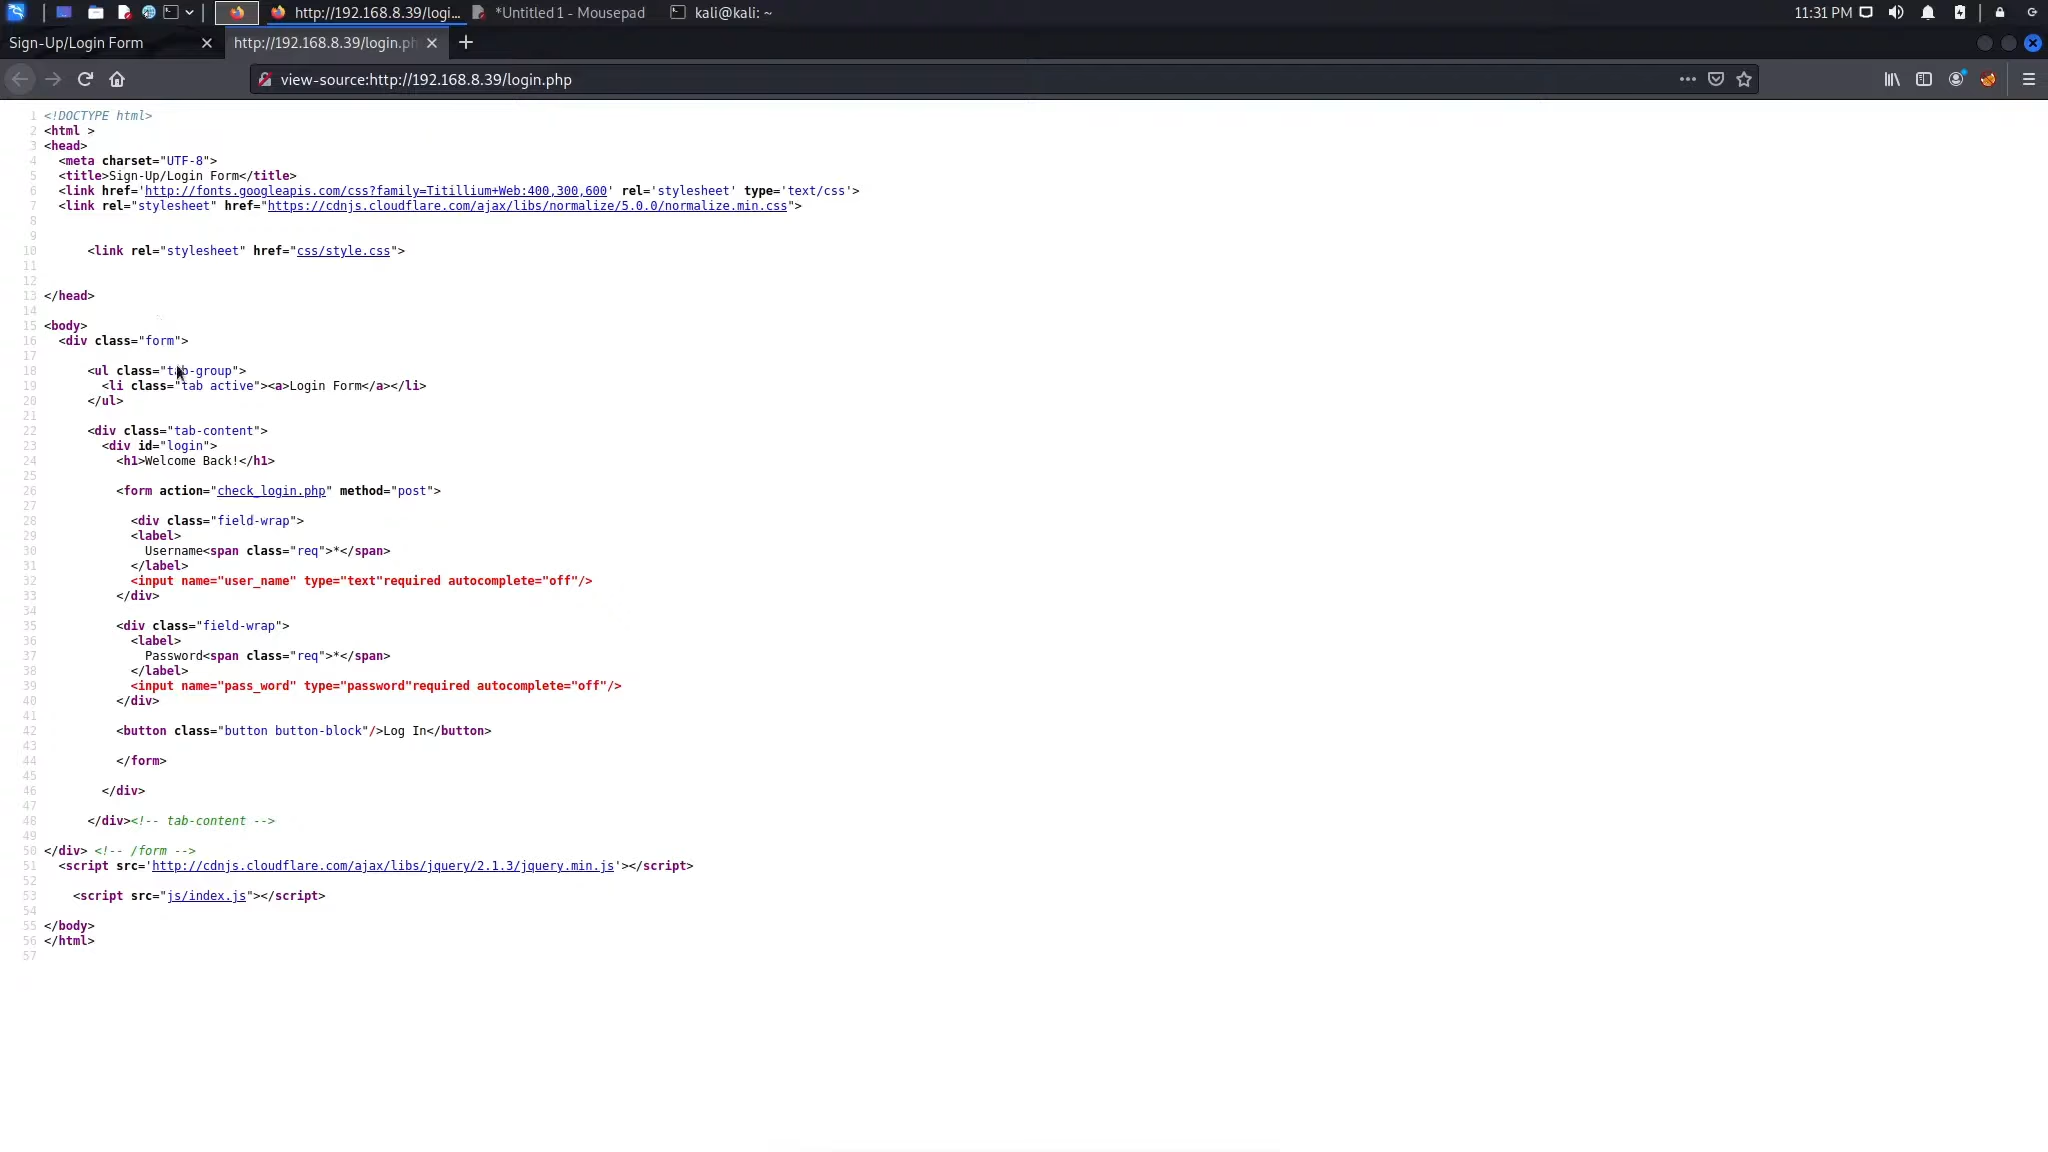 http://192.168.8.39/logi... *Untitled 1 - Mousepad kali@kali: ~ 11:31 PM
Sign-Up/Login Form http://192.168.8.39/login.ph
view-source:http://192.168.8.39/login.php
1 <!DOCTYPE html>
2 <html >
3 <head>
4 <meta charset="UTF-8">
5 <title>Sign-Up/Login Form</title>
6 <link href='http://fonts.googleapis.com/css?family=Titillium+Web:400,300,600' rel='stylesheet' type='text/css'>
7 <link rel="stylesheet" href="https://cdnjs.cloudflare.com/ajax/libs/normalize/5.0.0/normalize.min.css">
8
9
10 <link rel="stylesheet" href="css/style.css">
11
12
13 </head>
14
15 <body>
16 <div class="form">
17
18 <ul class="tab-group">
19 <li class="tab active"><a>Login Form</a></li>
20 </ul>
21
22 <div class="tab-content">
23 <div id="login">
24 <h1>Welcome Back!</h1>
25
26 <form action="check_login.php" method="post">
27
28 <div class="field-wrap">
29 <label>
30 Username<span class="req">*</span>
31 </label>
32 <input name="user_name" type="text"required autocomplete="off"/>
33 </div>
34
35 <div class="field-wrap">
36 <label>
37 Password<span class="req">*</span>
38 </label>
39 <input name="pass_word" type="password"required autocomplete="off"/>
40 </div>
41
42 <button class="button button-block"/>Log In</button>
43
44 </form>
45
46 </div>
47
48 </div><!-- tab-content -->
49
50 </div> <!-- /form -->
51 <script src='http://cdnjs.cloudflare.com/ajax/libs/jquery/2.1.3/jquery.min.js'></script>
52
53 <script src="js/index.js"></script>
54
55 </body>
56 </html>
57